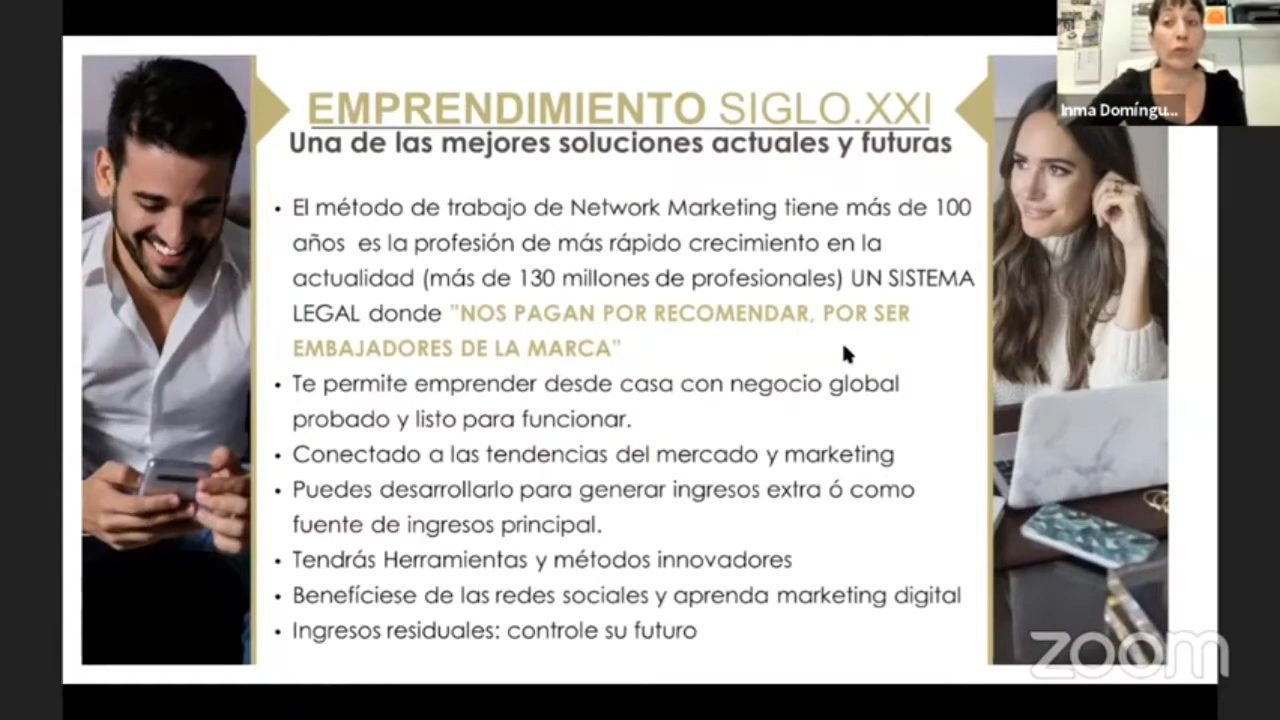 Inma Domíngu...
EMPRENDIMIENTO SIGLO.XXI
Una de las mejores soluciones actuales y futuras
• El método de trabajo de Network Marketing tiene más de 100
años es la profesión de más rápido crecimiento en la
actualidad (más de 130 millones de profesionales) UN SISTEMA
LEGAL donde "NOS PAGAN POR RECOMENDAR, POR SER
EMBAJADORES DE LA MARCA"
• Te permite emprender desde casa con negocio global
probado y listo para funcionar.
• Conectado a las tendencias del mercado y marketing
• Puedes desarrollarlo para generar ingresos extra ó como
fuente de ingresos principal.
• Tendrás Herramientas y métodos innovadores
• Benefíciese de las redes sociales y aprenda marketing digital
• Ingresos residuales: controle su futuro
zoom